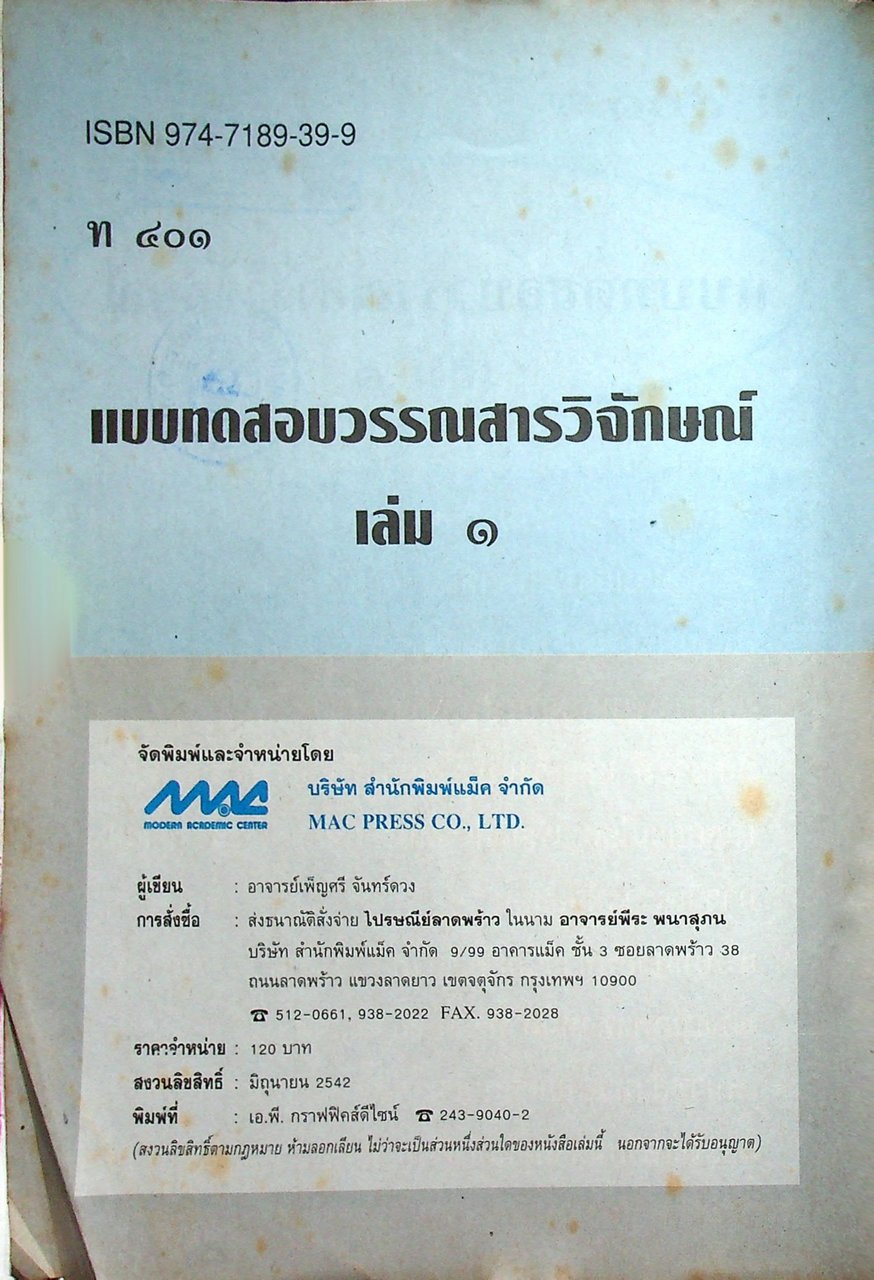 ISBN 974-7189-39-9
ท ๔๐๑
แบบทดสอบวรรณสารวิจักษณ์
เล่ม ๑
จัดพิมพ์และจำหน่ายโดย
MAC
MODERN ACADEMIC CENTER
บริษัท สำนักพิมพ์แม็ค จำกัด
MAC PRESS CO., LTD.
ผู้เขียน : อาจารย์เพ็ญศรี จันทร์ดวง
การสั่งซื้อ : ส่งธนาณัติสั่งจ่าย ไปรษณีย์ลาดพร้าว ในนาม อาจารย์พีระ พนาสุภน
บริษัท สำนักพิมพ์แม็ค จำกัด 9/99 อาคารแม็ค ชั้น 3 ซอยลาดพร้าว 38
ถนนลาดพร้าว แขวงลาดยาว เขตจตุจักร กรุงเทพฯ 10900
☎ 512-0661, 938-2022 FAX. 938-2028
ราคาจำหน่าย : 120 บาท
สงวนลิขสิทธิ์ : มิถุนายน 2542
พิมพ์ที่ : เอ.พี. กราฟฟิคส์ดีไซน์ ☎ 243-9040-2
(สงวนลิขสิทธิ์ตามกฎหมาย ห้ามลอกเลียน ไม่ว่าจะเป็นส่วนหนึ่งส่วนใดของหนังสือเล่มนี้ นอกจากจะได้รับอนุญาต)